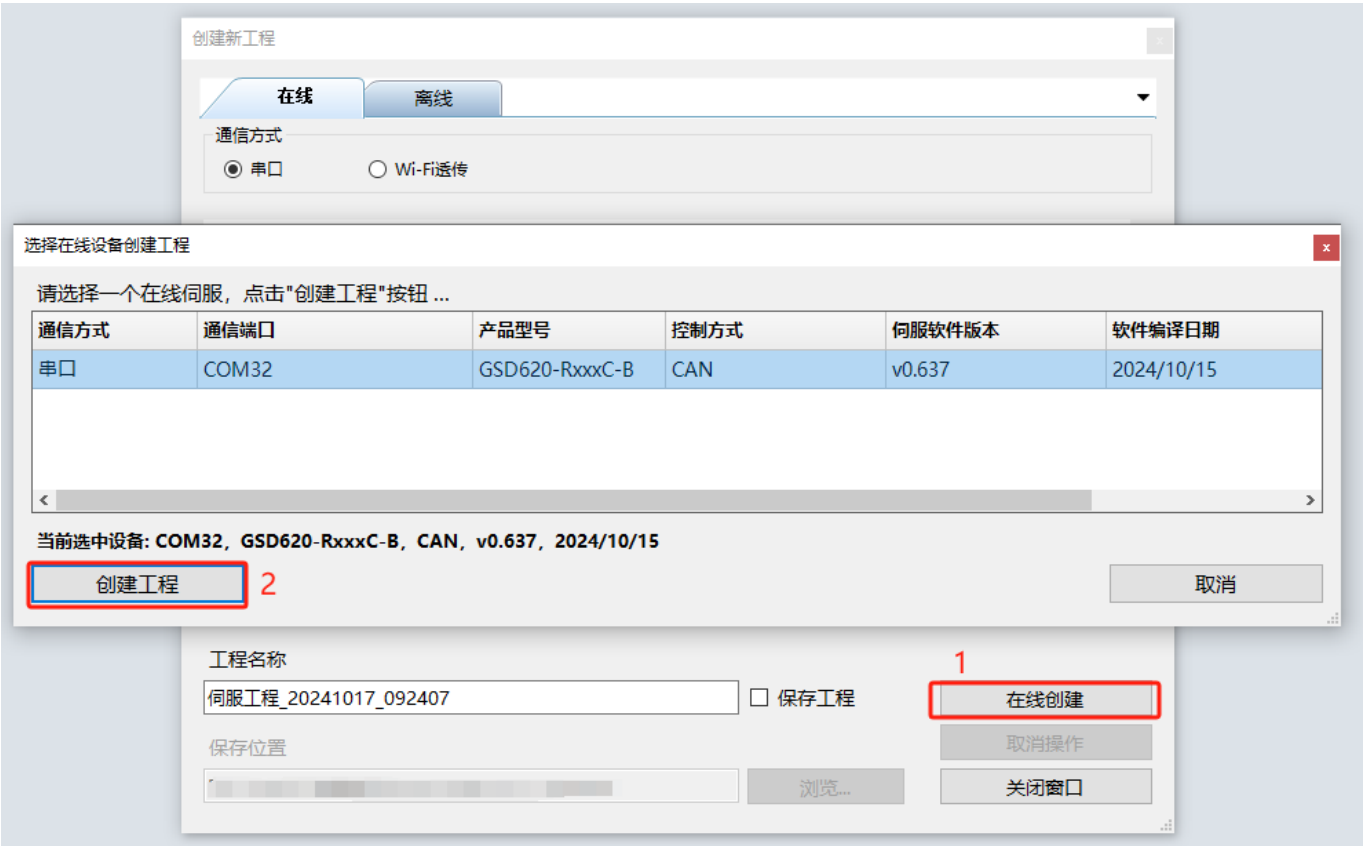 创建新工程
在线 离线
通信方式
串口 Wi-Fi透传
选择在线设备创建工程 x
请选择一个在线伺服，点击"创建工程"按钮 ...
通信方式 通信端口 产品型号 控制方式 伺服软件版本 软件编译日期
串口 COM32 GSD620-RxxxC-B CAN v0.637 2024/10/15
当前选中设备: COM32，GSD620-RxxxC-B，CAN，v0.637，2024/10/15
创建工程 2 取消
工程名称 1
伺服工程_20241017_092407 保存工程 在线创建
保存位置 取消操作
浏览... 关闭窗口